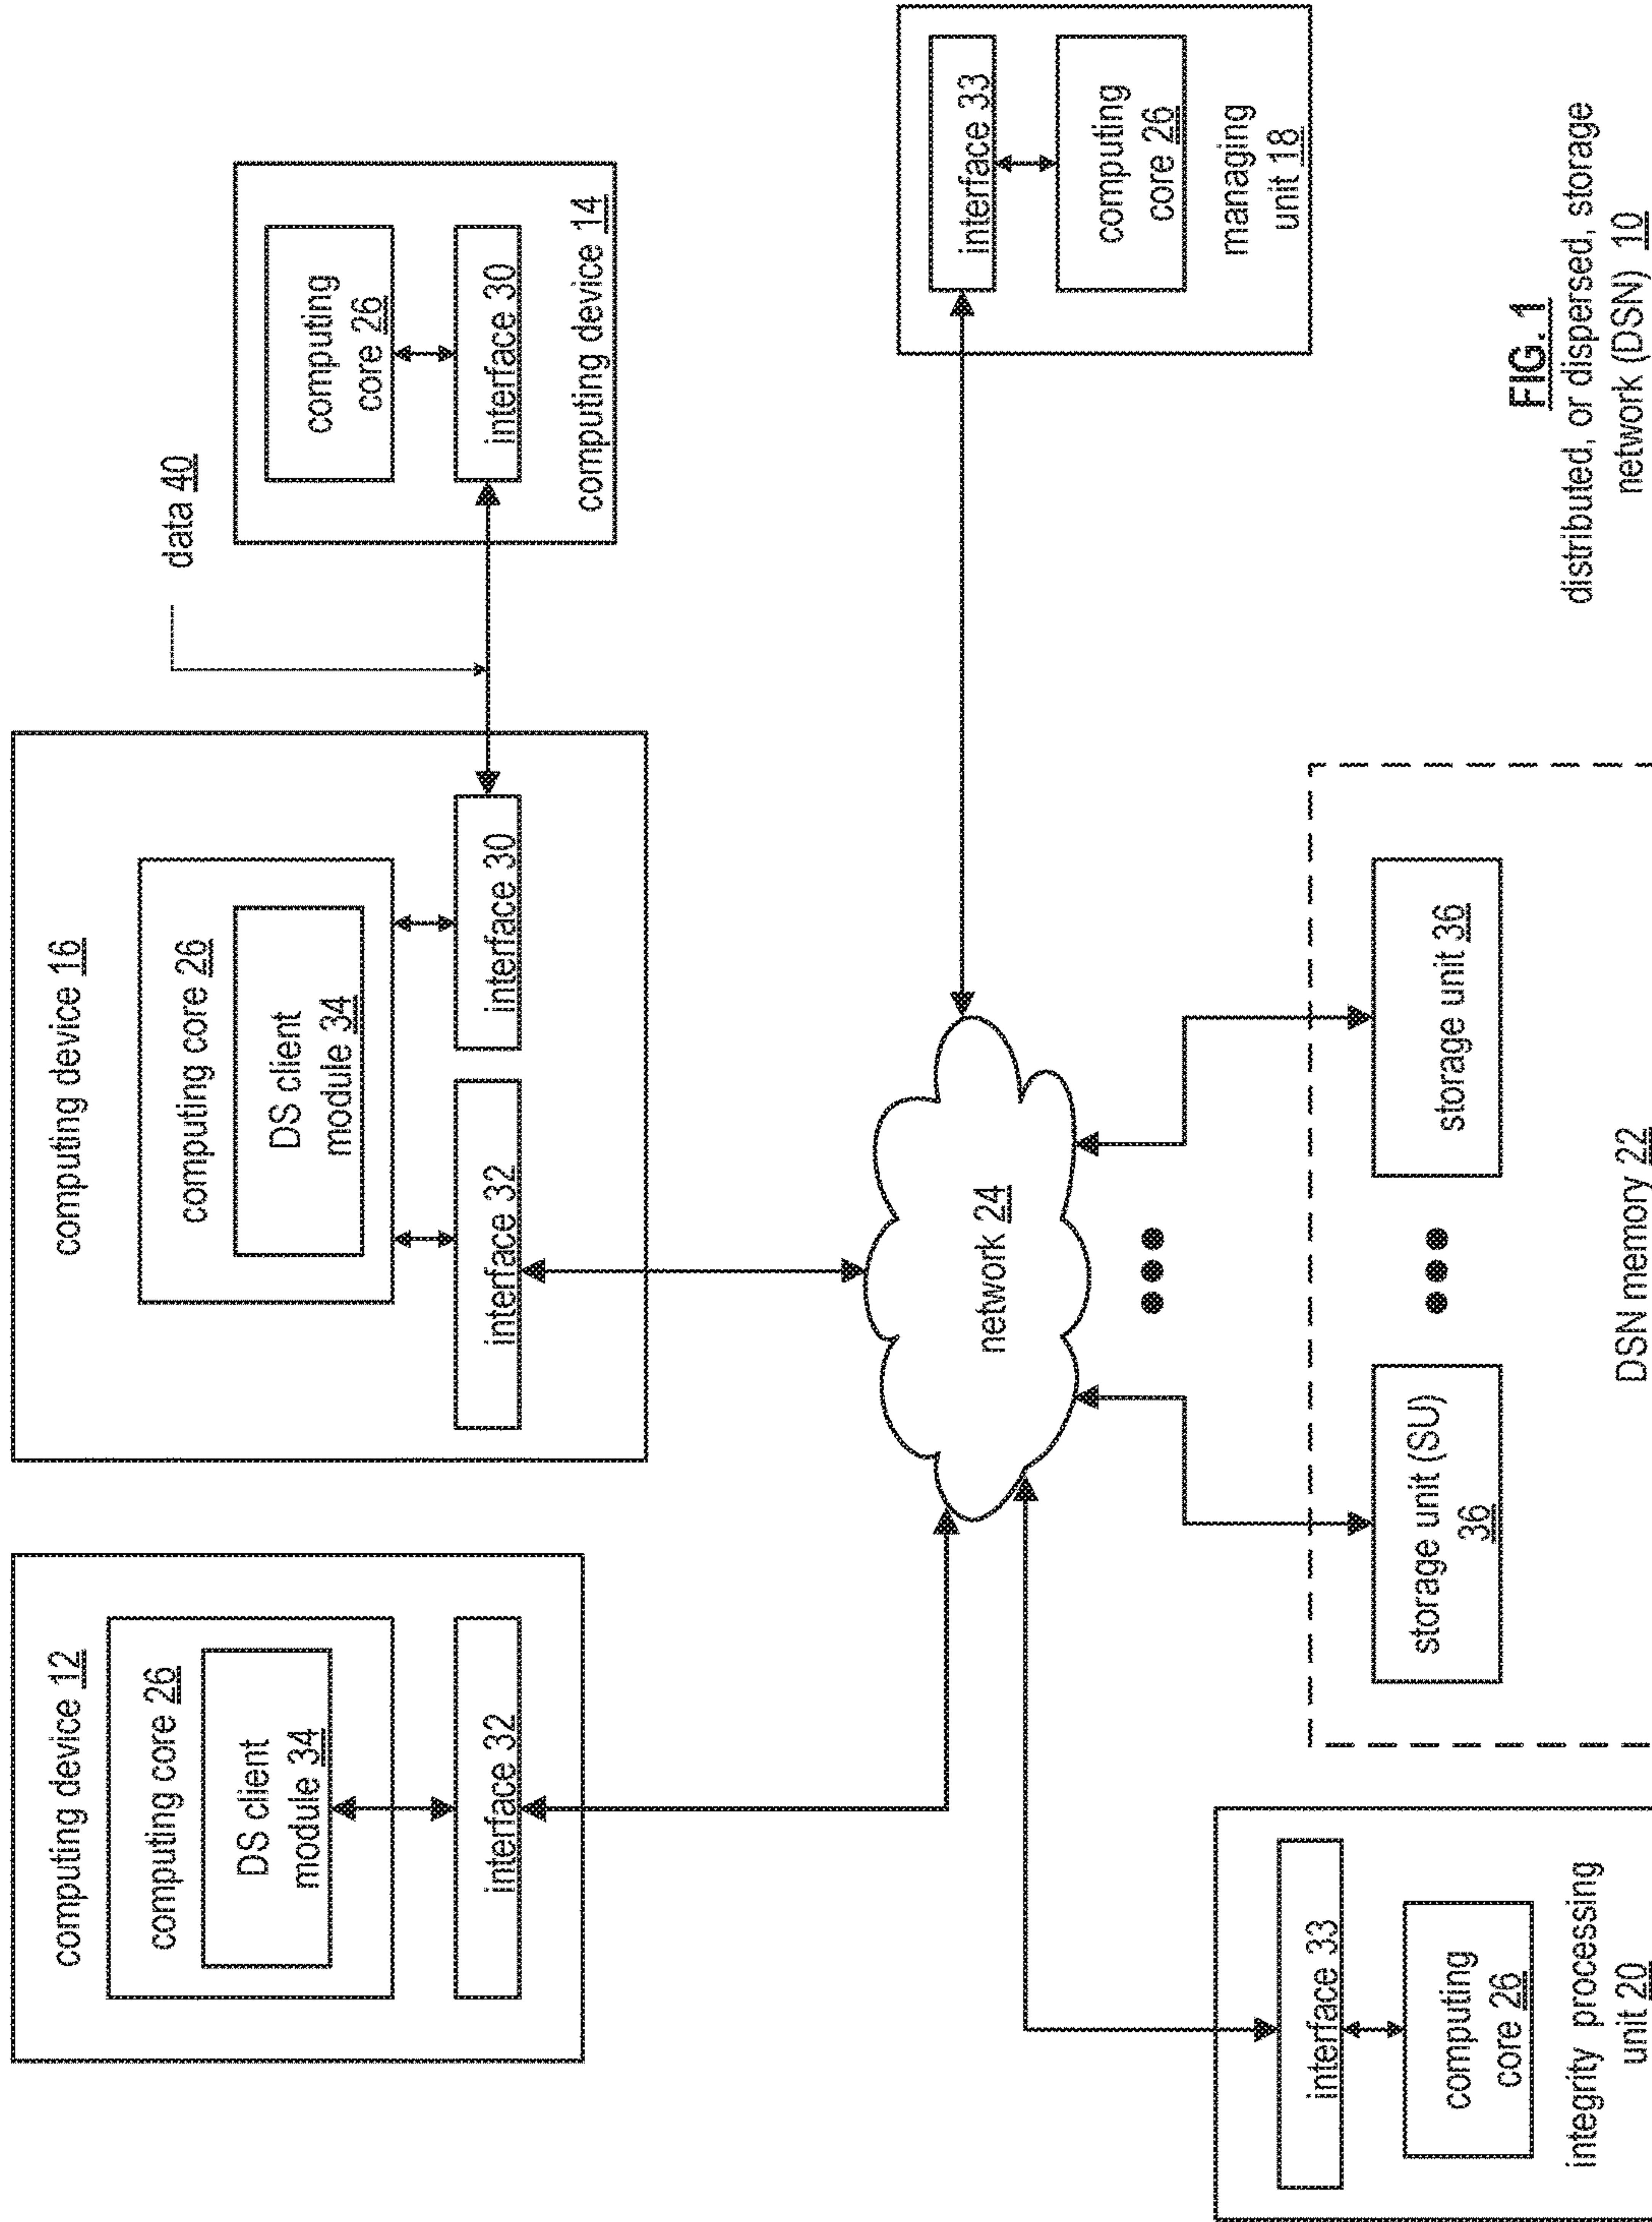 computing device 12
computing core 26
DS client
module 34
interface 32
computing device 16
computing core 26
DS client
module 34
interface 32
interface 30
data 40
computing
core 26
interface 30
computing device 14
network 24
interface 33
computing
core 26
managing
unit 18
interface 33
computing
core 26
integrity processing
unit 20
storage unit (SU)
36
storage unit 36
DSN memory 22
FIG. 1
distributed, or dispersed, storage
network (DSN) 10